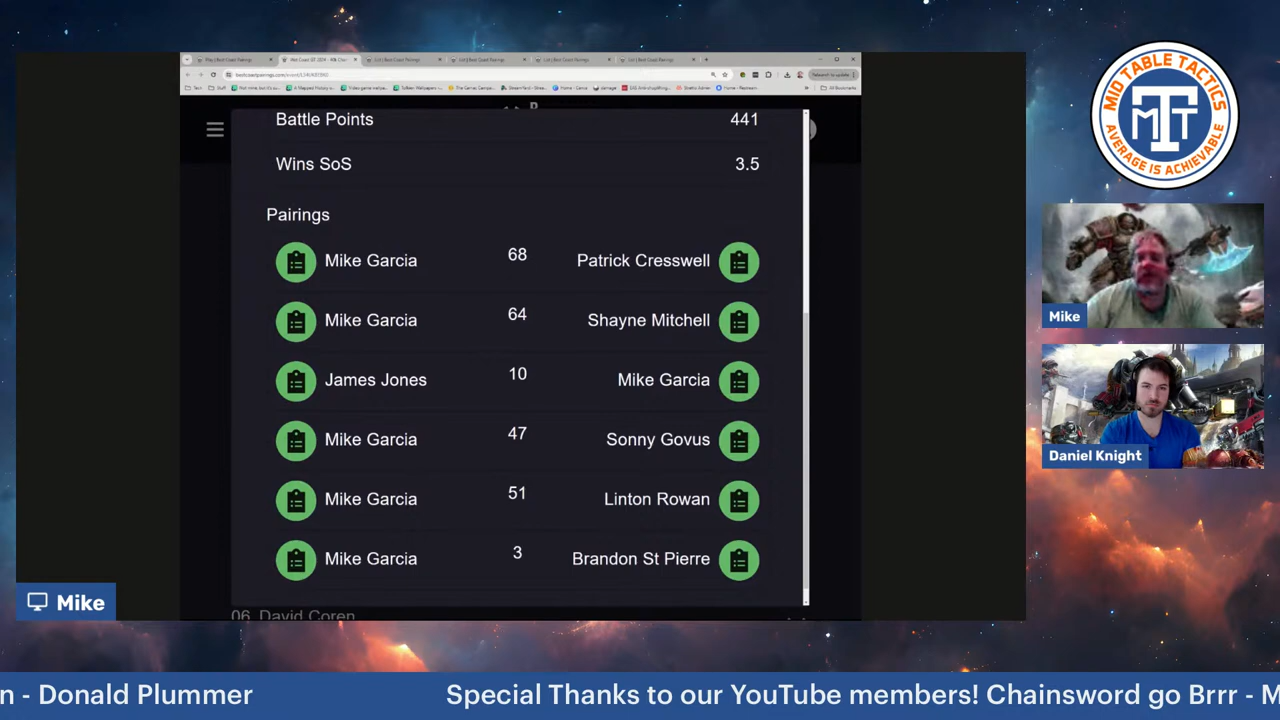 MID TABLE TACTICS
MTT
AVERAGE IS ACHIEVABLE
Battle Points 441
Wins SoS 3.5
Pairings
Mike Garcia 68 Patrick Cresswell
Mike Garcia 64 Shayne Mitchell
James Jones 10 Mike Garcia
Mike Garcia 47 Sonny Govus
Mike Garcia 51 Linton Rowan
Mike Garcia 3 Brandon St Pierre
06. David Coren
Mike
Daniel Knight
Mike
n - Donald Plummer Special Thanks to our YouTube members! Chainsword go Brrr - M